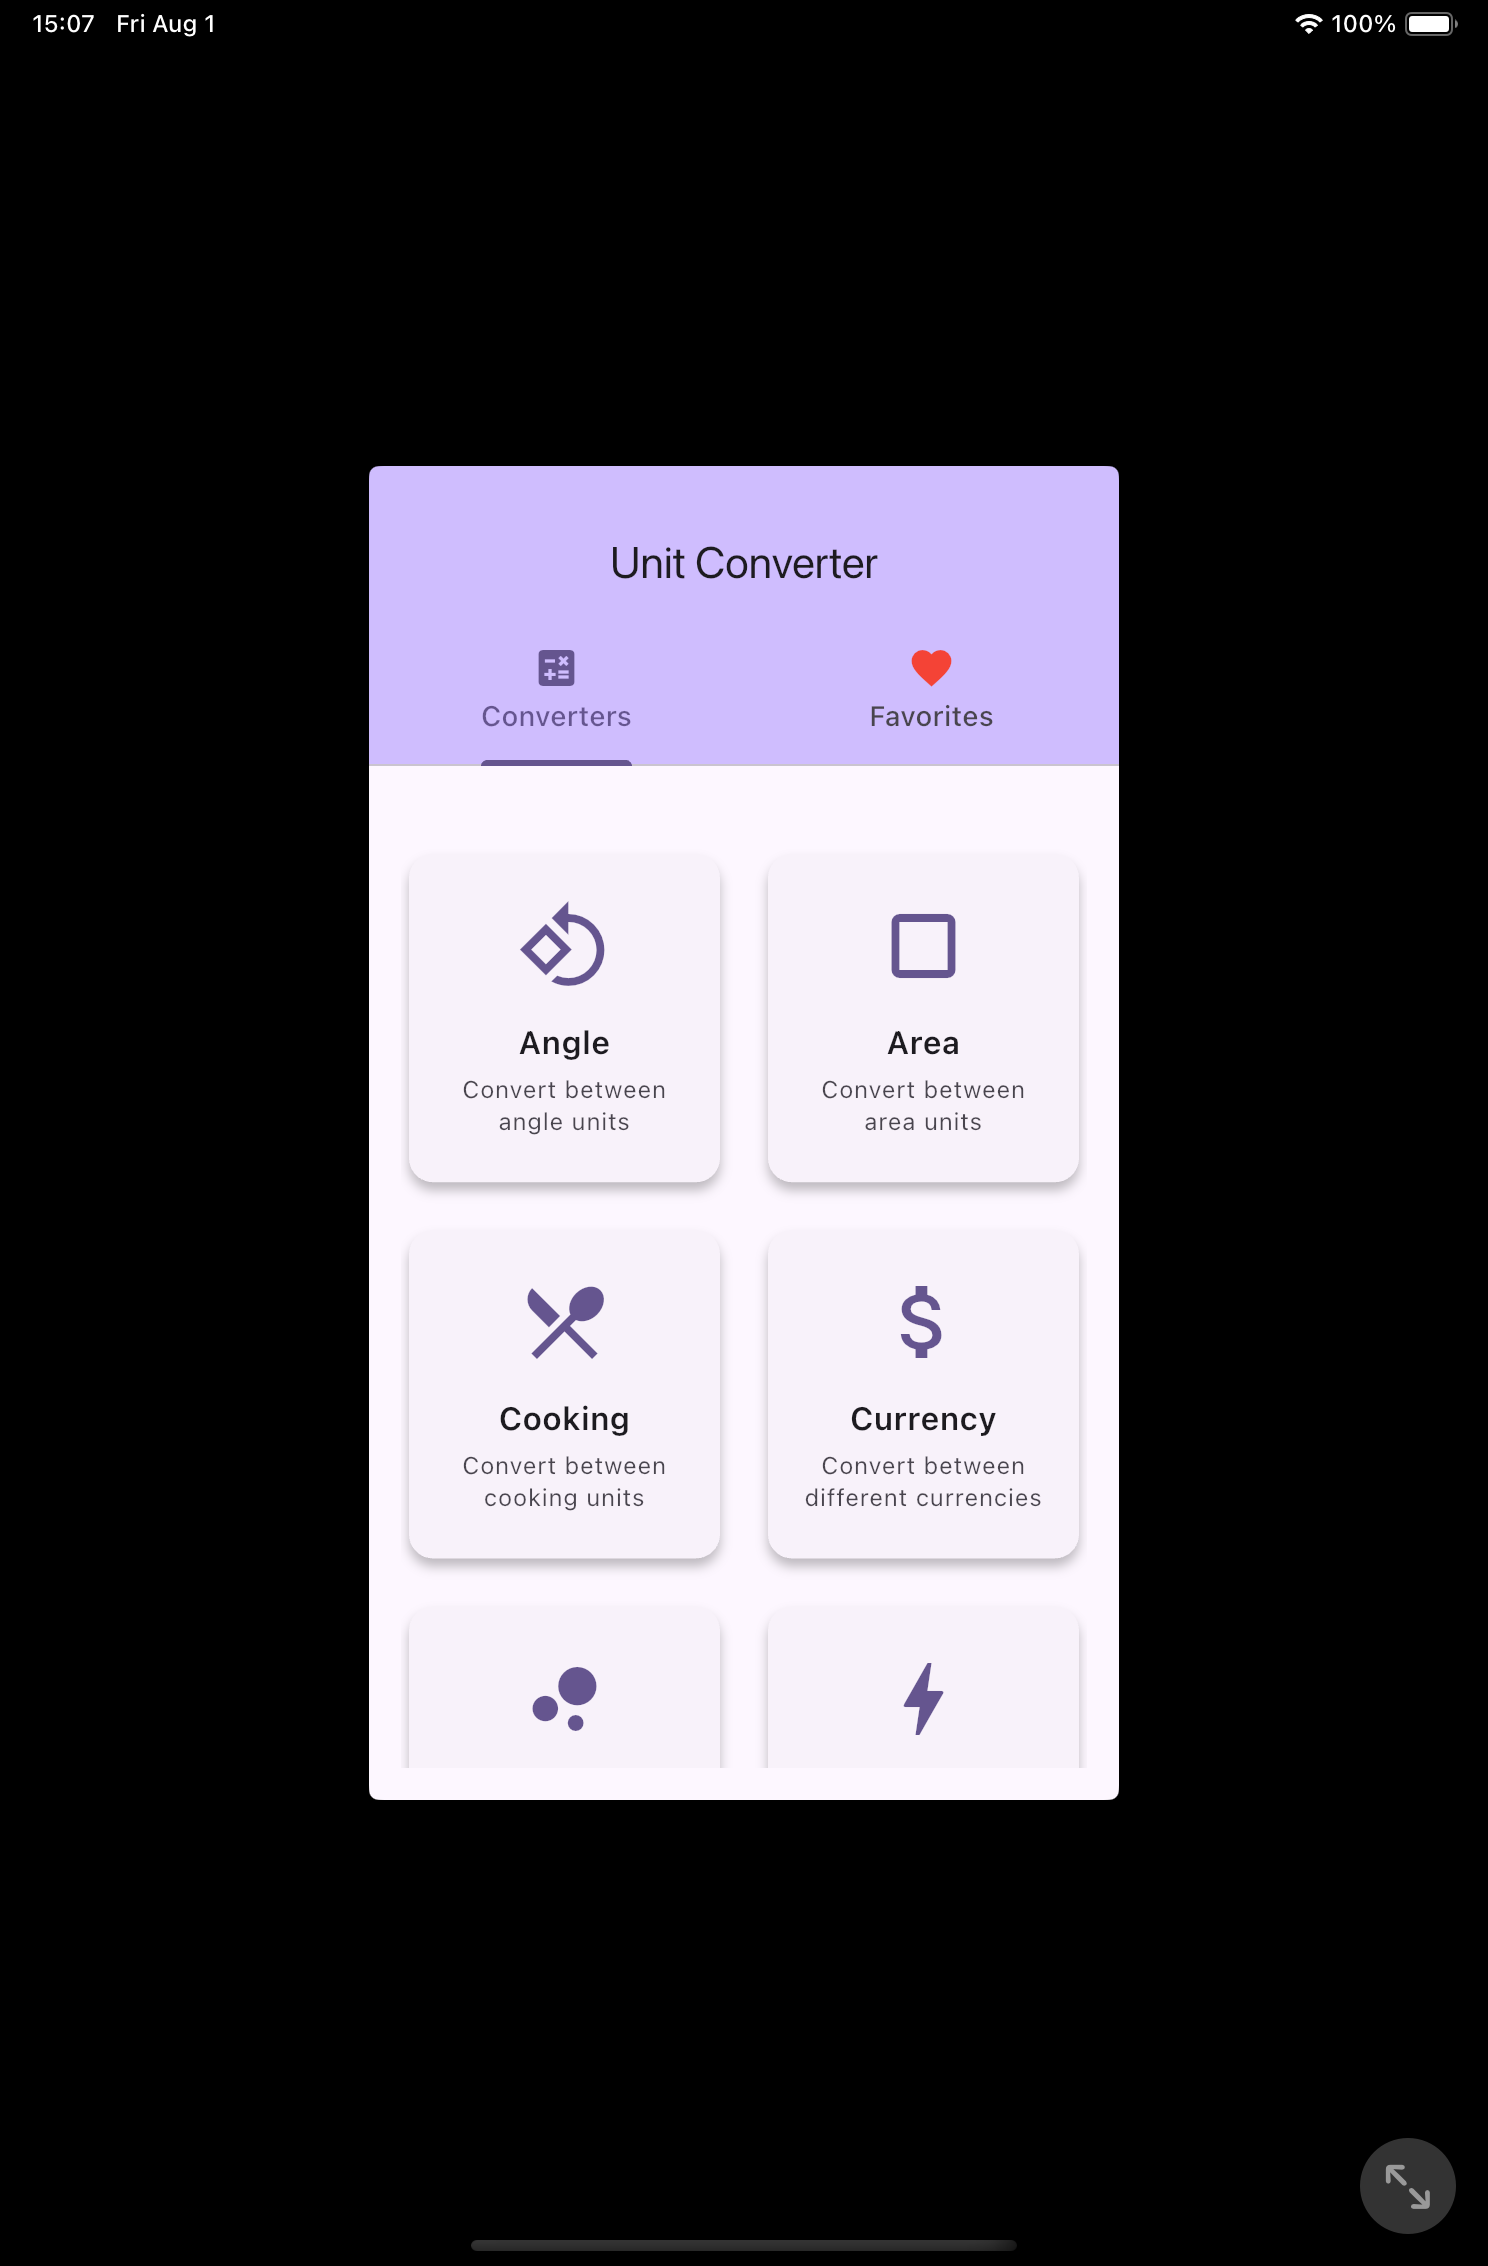 15:07 Fri Aug 1 100%
Unit Converter
Converters Favorites
Angle
Convert between
angle units
Area
Convert between
area units
Cooking
Convert between
cooking units
Currency
Convert between
different currencies